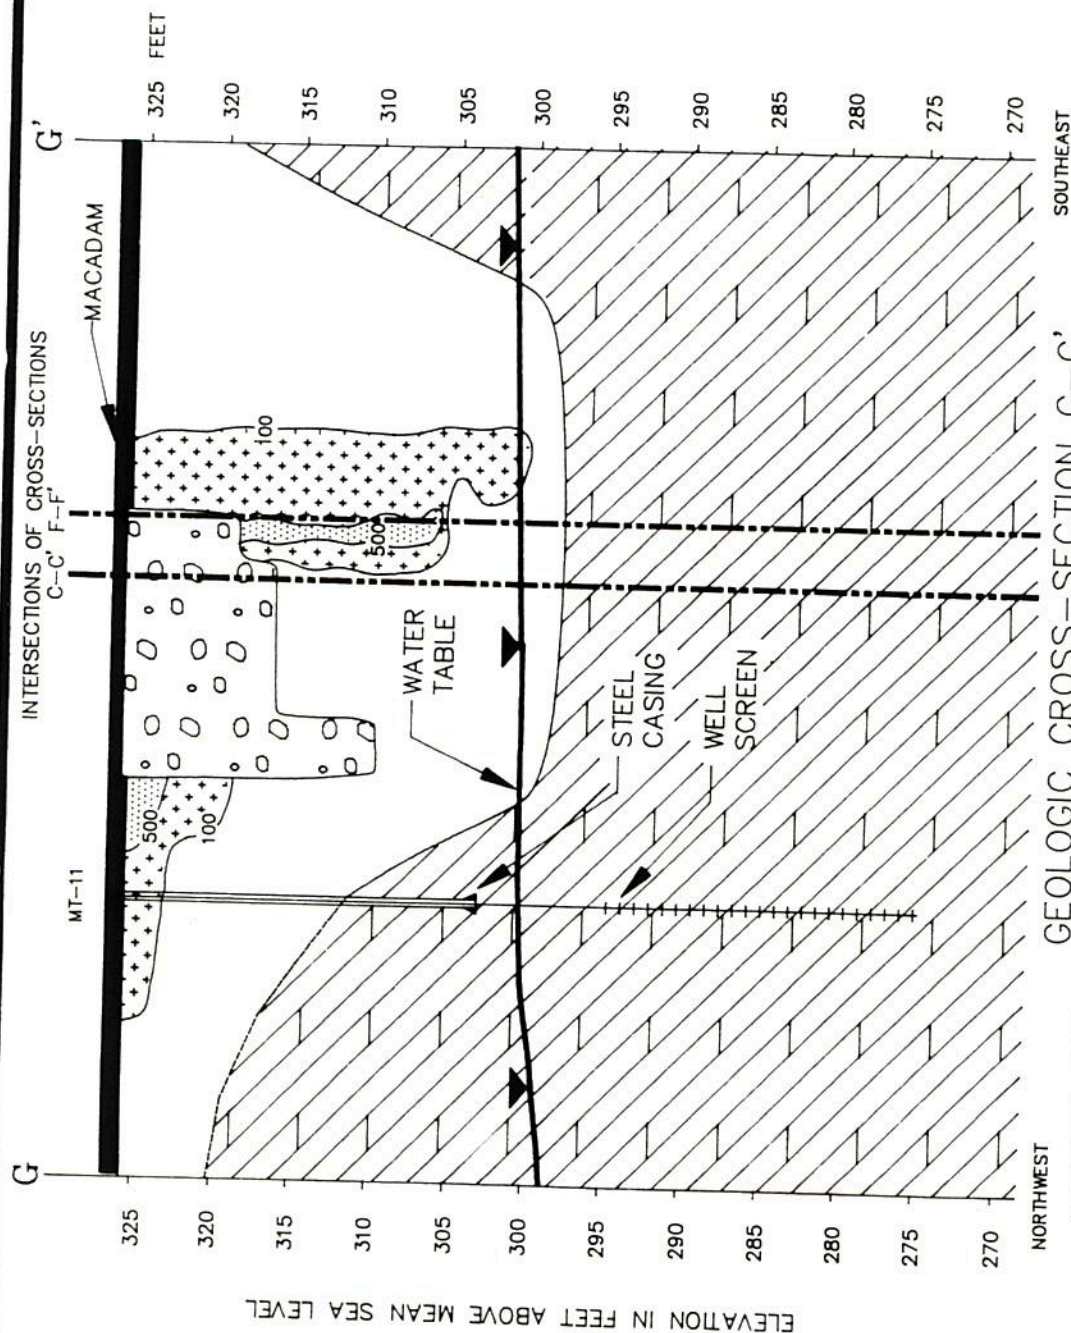 INTERSECTIONS OF CROSS-SECTIONS
C-C' F-F'
G
G'
MT-11
MACADAM
325 FEET
320
315
310
305
300
295
290
285
280
275
270
SOUTHEAST
500
100
500
100
WATER
TABLE
STEEL
CASING
WELL
SCREEN
325
320
315
310
305
300
295
290
285
280
275
270
NORTHWEST
ELEVATION IN FEET ABOVE MEAN SEA LEVEL
GEOLOGIC CROSS-SECTION G-G'